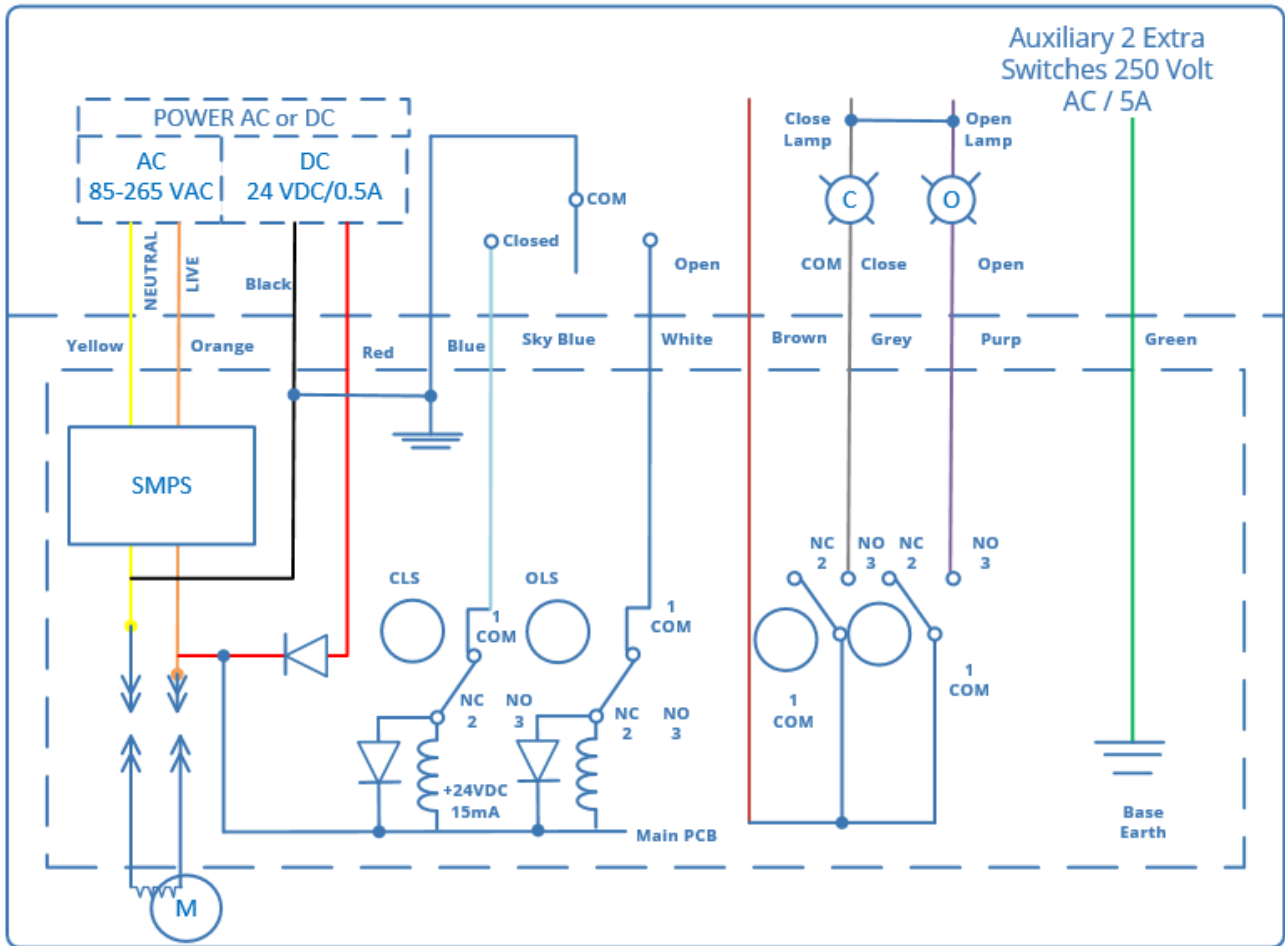 Auxiliary 2 Extra
Switches 250 Volt
AC / 5A
POWER AC or DC
AC
85-265 VAC
DC
24 VDC/0.5A
NEUTRAL
LIVE
Black
COM
Closed
Open
Close
Lamp
Open
Lamp
C
O
COM
Close
Open
Yellow
Orange
Red
Blue
Sky Blue
White
Brown
Grey
Purp
Green
SMPS
CLS
OLS
1
COM
1
COM
NC
2
NO
3
NC
2
NO
3
+24VDC
15mA
Main PCB
NC
2
NO
3
NC
2
NO
3
1
COM
1
COM
Base
Earth
M